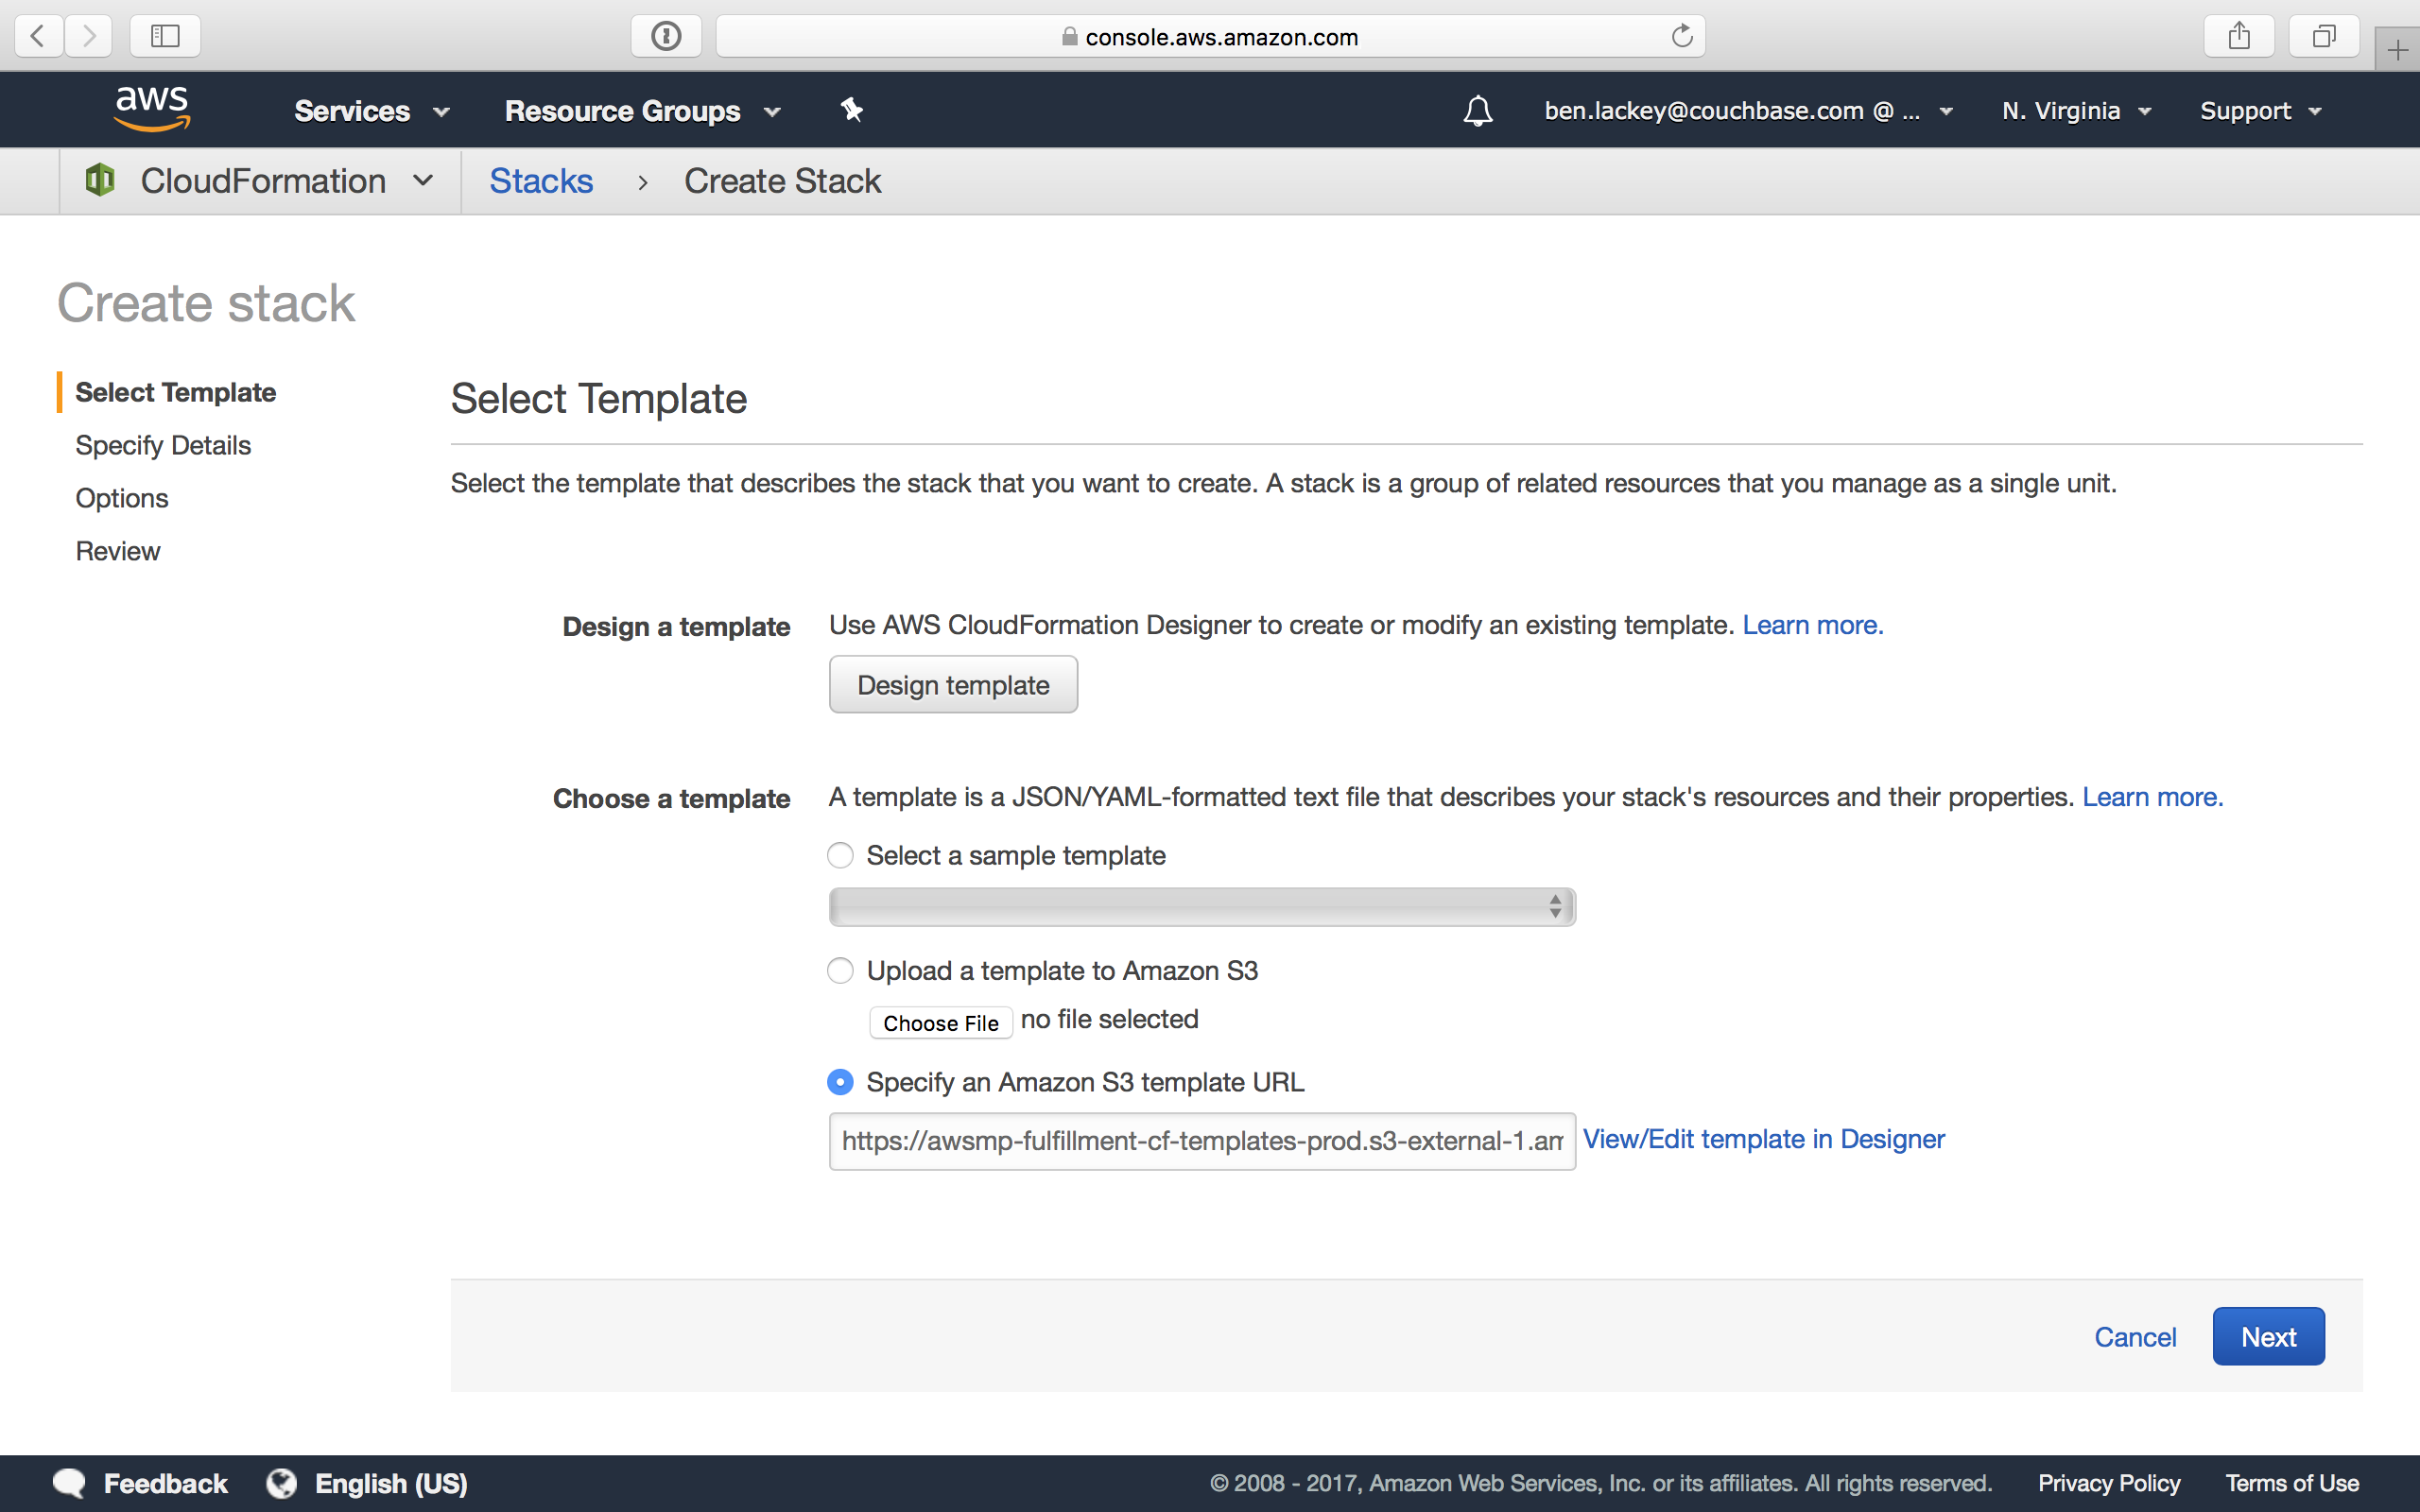 console.aws.amazon.com
aws
Services
Resource Groups
ben.lackey@couchbase.com @ ...
N. Virginia
Support
CloudFormation
Stacks
Create Stack
Create stack
Select Template
Specify Details
Options
Review
Select Template
Select the template that describes the stack that you want to create. A stack is a group of related resources that you manage as a single unit.
Design a template
Use AWS CloudFormation Designer to create or modify an existing template. Learn more.
Design template
Choose a template
A template is a JSON/YAML-formatted text file that describes your stack's resources and their properties. Learn more.
Select a sample template
Upload a template to Amazon S3
Choose File no file selected
Specify an Amazon S3 template URL
https://awsmp-fulfillment-cf-templates-prod.s3-external-1.am View/Edit template in Designer
Cancel
Next
Feedback
English (US)
© 2008 - 2017, Amazon Web Services, Inc. or its affiliates. All rights reserved.
Privacy Policy
Terms of Use